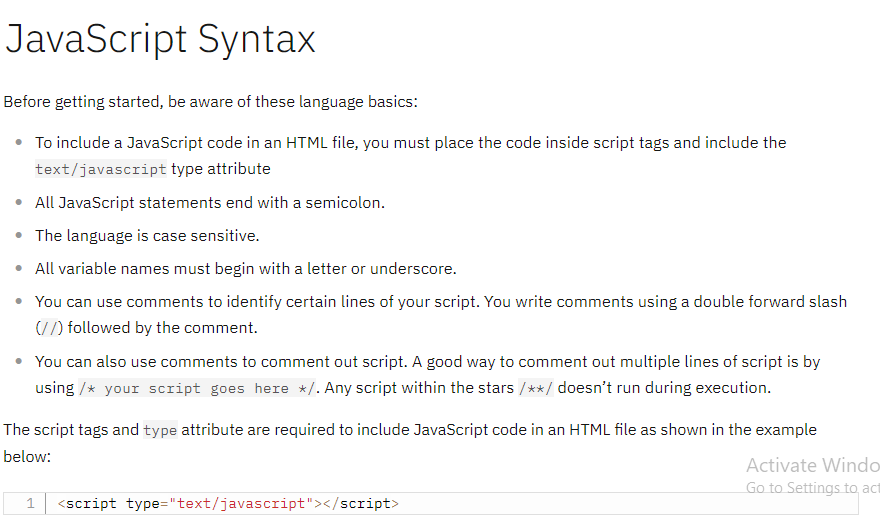 JavaScript Syntax
Before getting started, be aware of these language basics:
To include a JavaScript code in an HTML file, you must place the code inside script tags and include the
text/javascript type attribute
All JavaScript statements end with a semicolon.
The language is case sensitive.
All variable names must begin with a letter or underscore.
You can use comments to identify certain lines of your script. You write comments using a double forward slash
(//) followed by the comment.
You can also use comments to comment out script. A good way to comment out multiple lines of script is by
using /* your script goes here */. Any script within the stars /**/ doesn’t run during execution.
The script tags and type attribute are required to include JavaScript code in an HTML file as shown in the example
below:
Activate Windo
Go to Settings to act
1 <script type="text/javascript"></script>